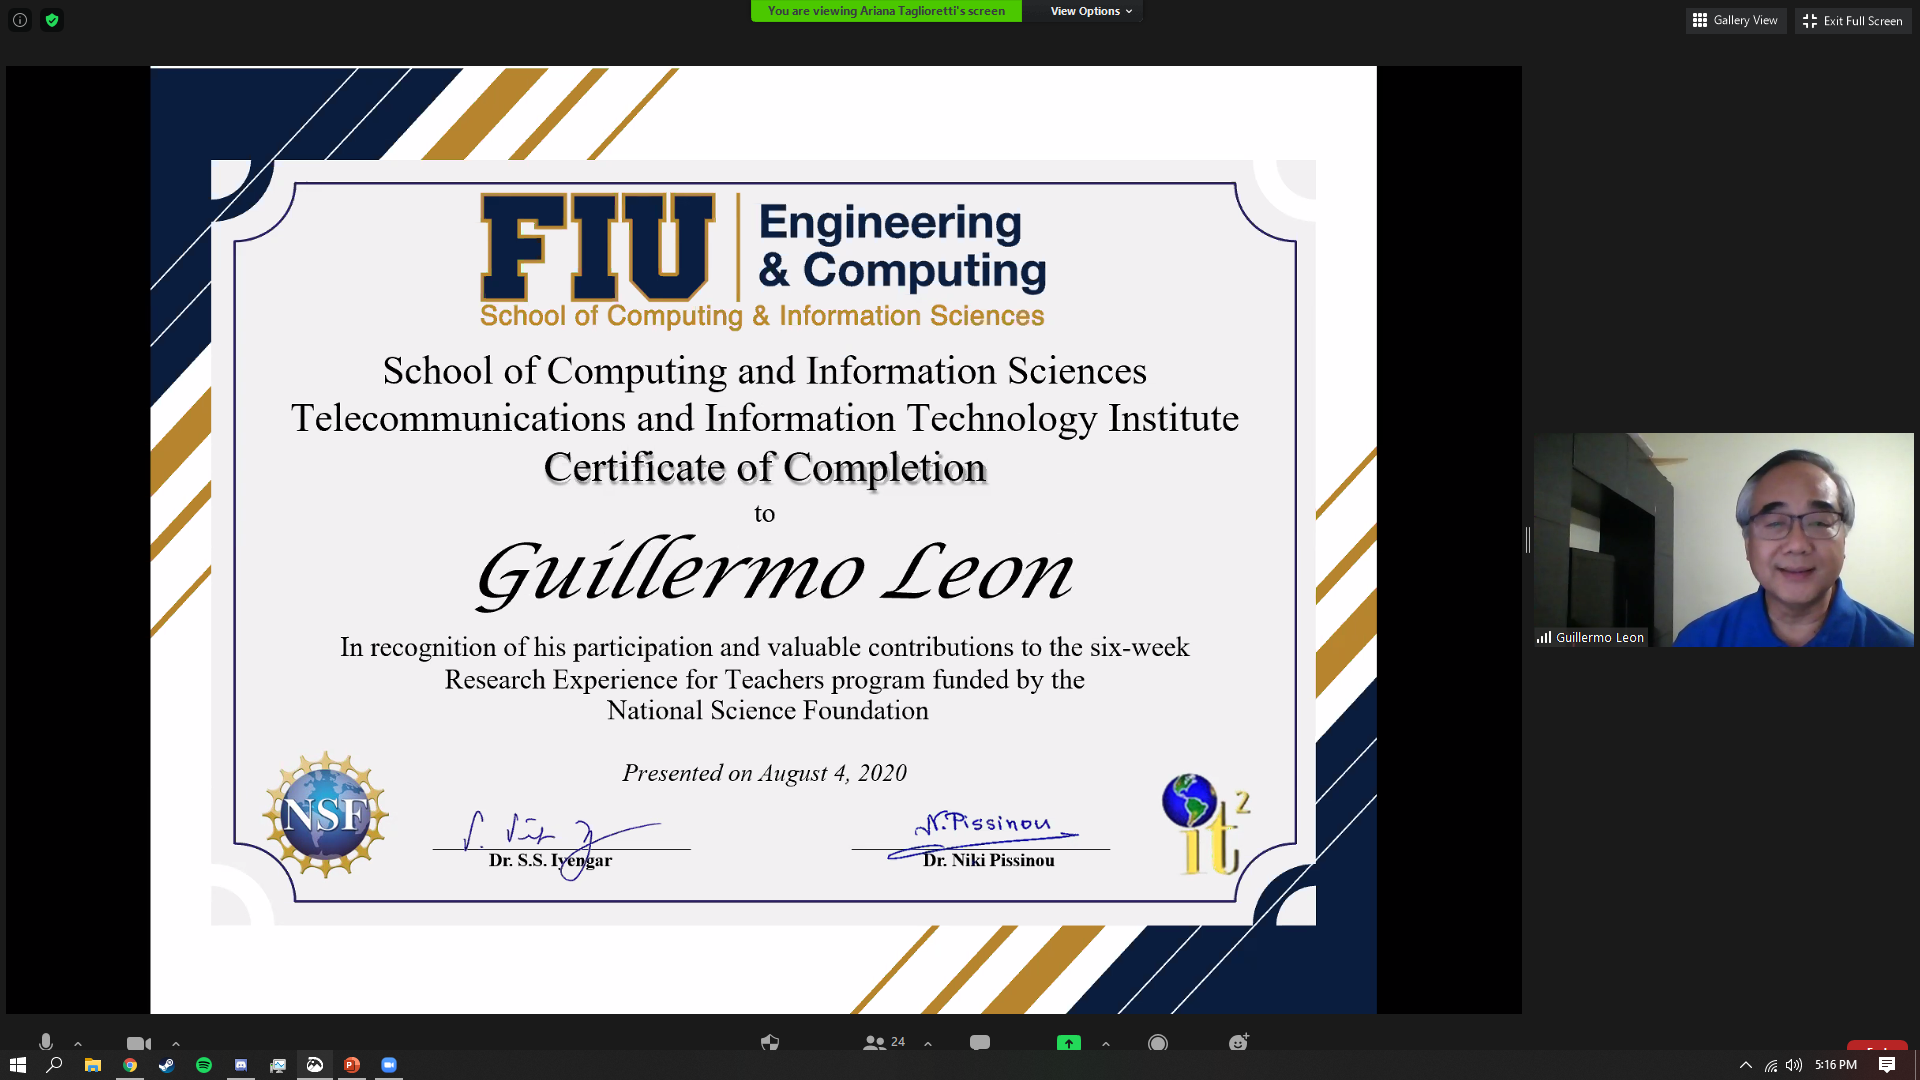 You are viewing Ariana Taglioretti's screen
View Options
Gallery View
Exit Full Screen
FIU
Engineering
& Computing
School of Computing & Information Sciences
School of Computing and Information Sciences
Telecommunications and Information Technology Institute
Certificate of Completion
to
Guillermo Leon
In recognition of his participation and valuable contributions to the six-week
Research Experience for Teachers program funded by the
National Science Foundation
Presented on August 4, 2020
NSF
N. Pissinou
it2
Dr. S.S. Iyengar
Dr. Niki Pissinou
Guillermo Leon
24
5:16 PM